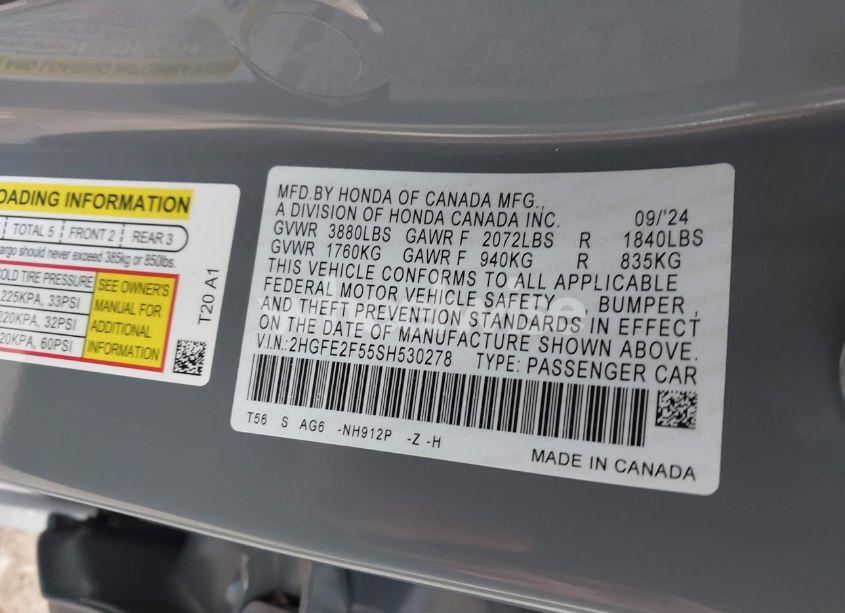 OADING INFORMATION
TOTAL 5 FRONT 2 REAR 3
cargo should never exceed 385kg or 850lbs.
COLD TIRE PRESSURE
225KPA, 33PSI
220KPA, 32PSI
20KPA, 60PSI
SEE OWNER'S
MANUAL FOR
ADDITIONAL
INFORMATION
T20 A1
MFD.BY HONDA OF CANADA MFG.,
A DIVISION OF HONDA CANADA INC. 09/'24
GVWR 3880LBS GAWR F 2072LBS R 1840LBS
GVWR 1760KG GAWR F 940KG R 835KG
THIS VEHICLE CONFORMS TO ALL APPLICABLE
FEDERAL MOTOR VEHICLE SAFETY , BUMPER ,
AND THEFT PREVENTION STANDARDS IN EFFECT
ON THE DATE OF MANUFACTURE SHOWN ABOVE.
V.I.N.:2HGFE2F55SH530278 TYPE: PASSENGER CAR
T56 S AG6 -NH912P -Z -H
MADE IN CANADA